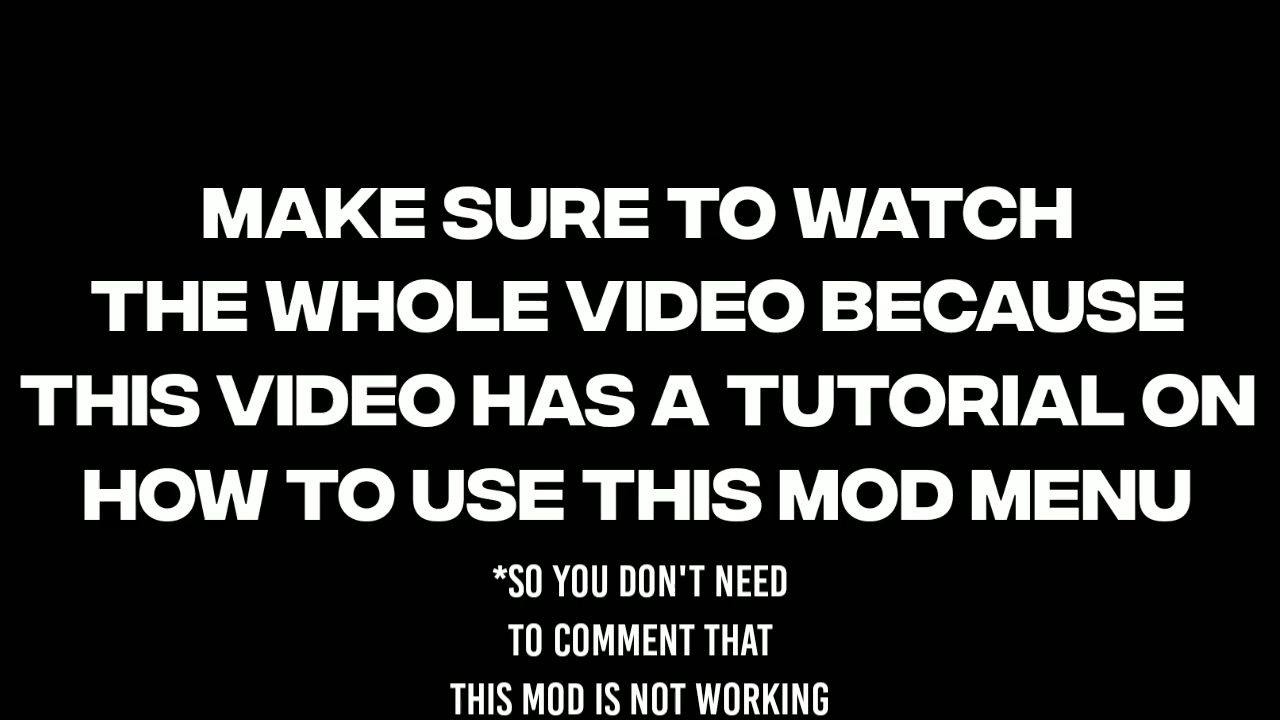 MAKE SURE TO WATCH
THE WHOLE VIDEO BECAUSE
THIS VIDEO HAS A TUTORIAL ON
HOW TO USE THIS MOD MENU
*SO YOU DON'T NEED
TO COMMENT THAT
THIS MOD IS NOT WORKING